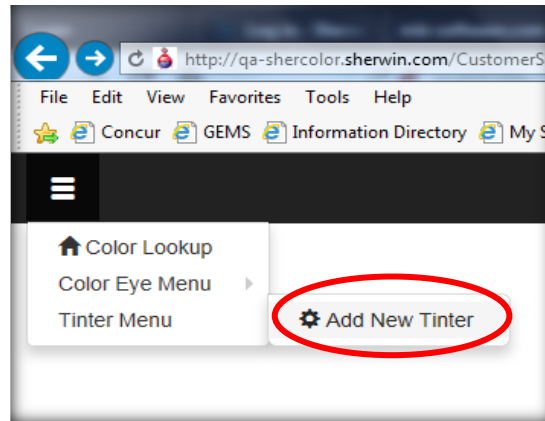 http://qa-shercolor.sherwin.com/CustomerS
File Edit View Favorites Tools Help
Concur GEMS Information Directory My S
Color Lookup
Color Eye Menu
Tinter Menu Add New Tinter